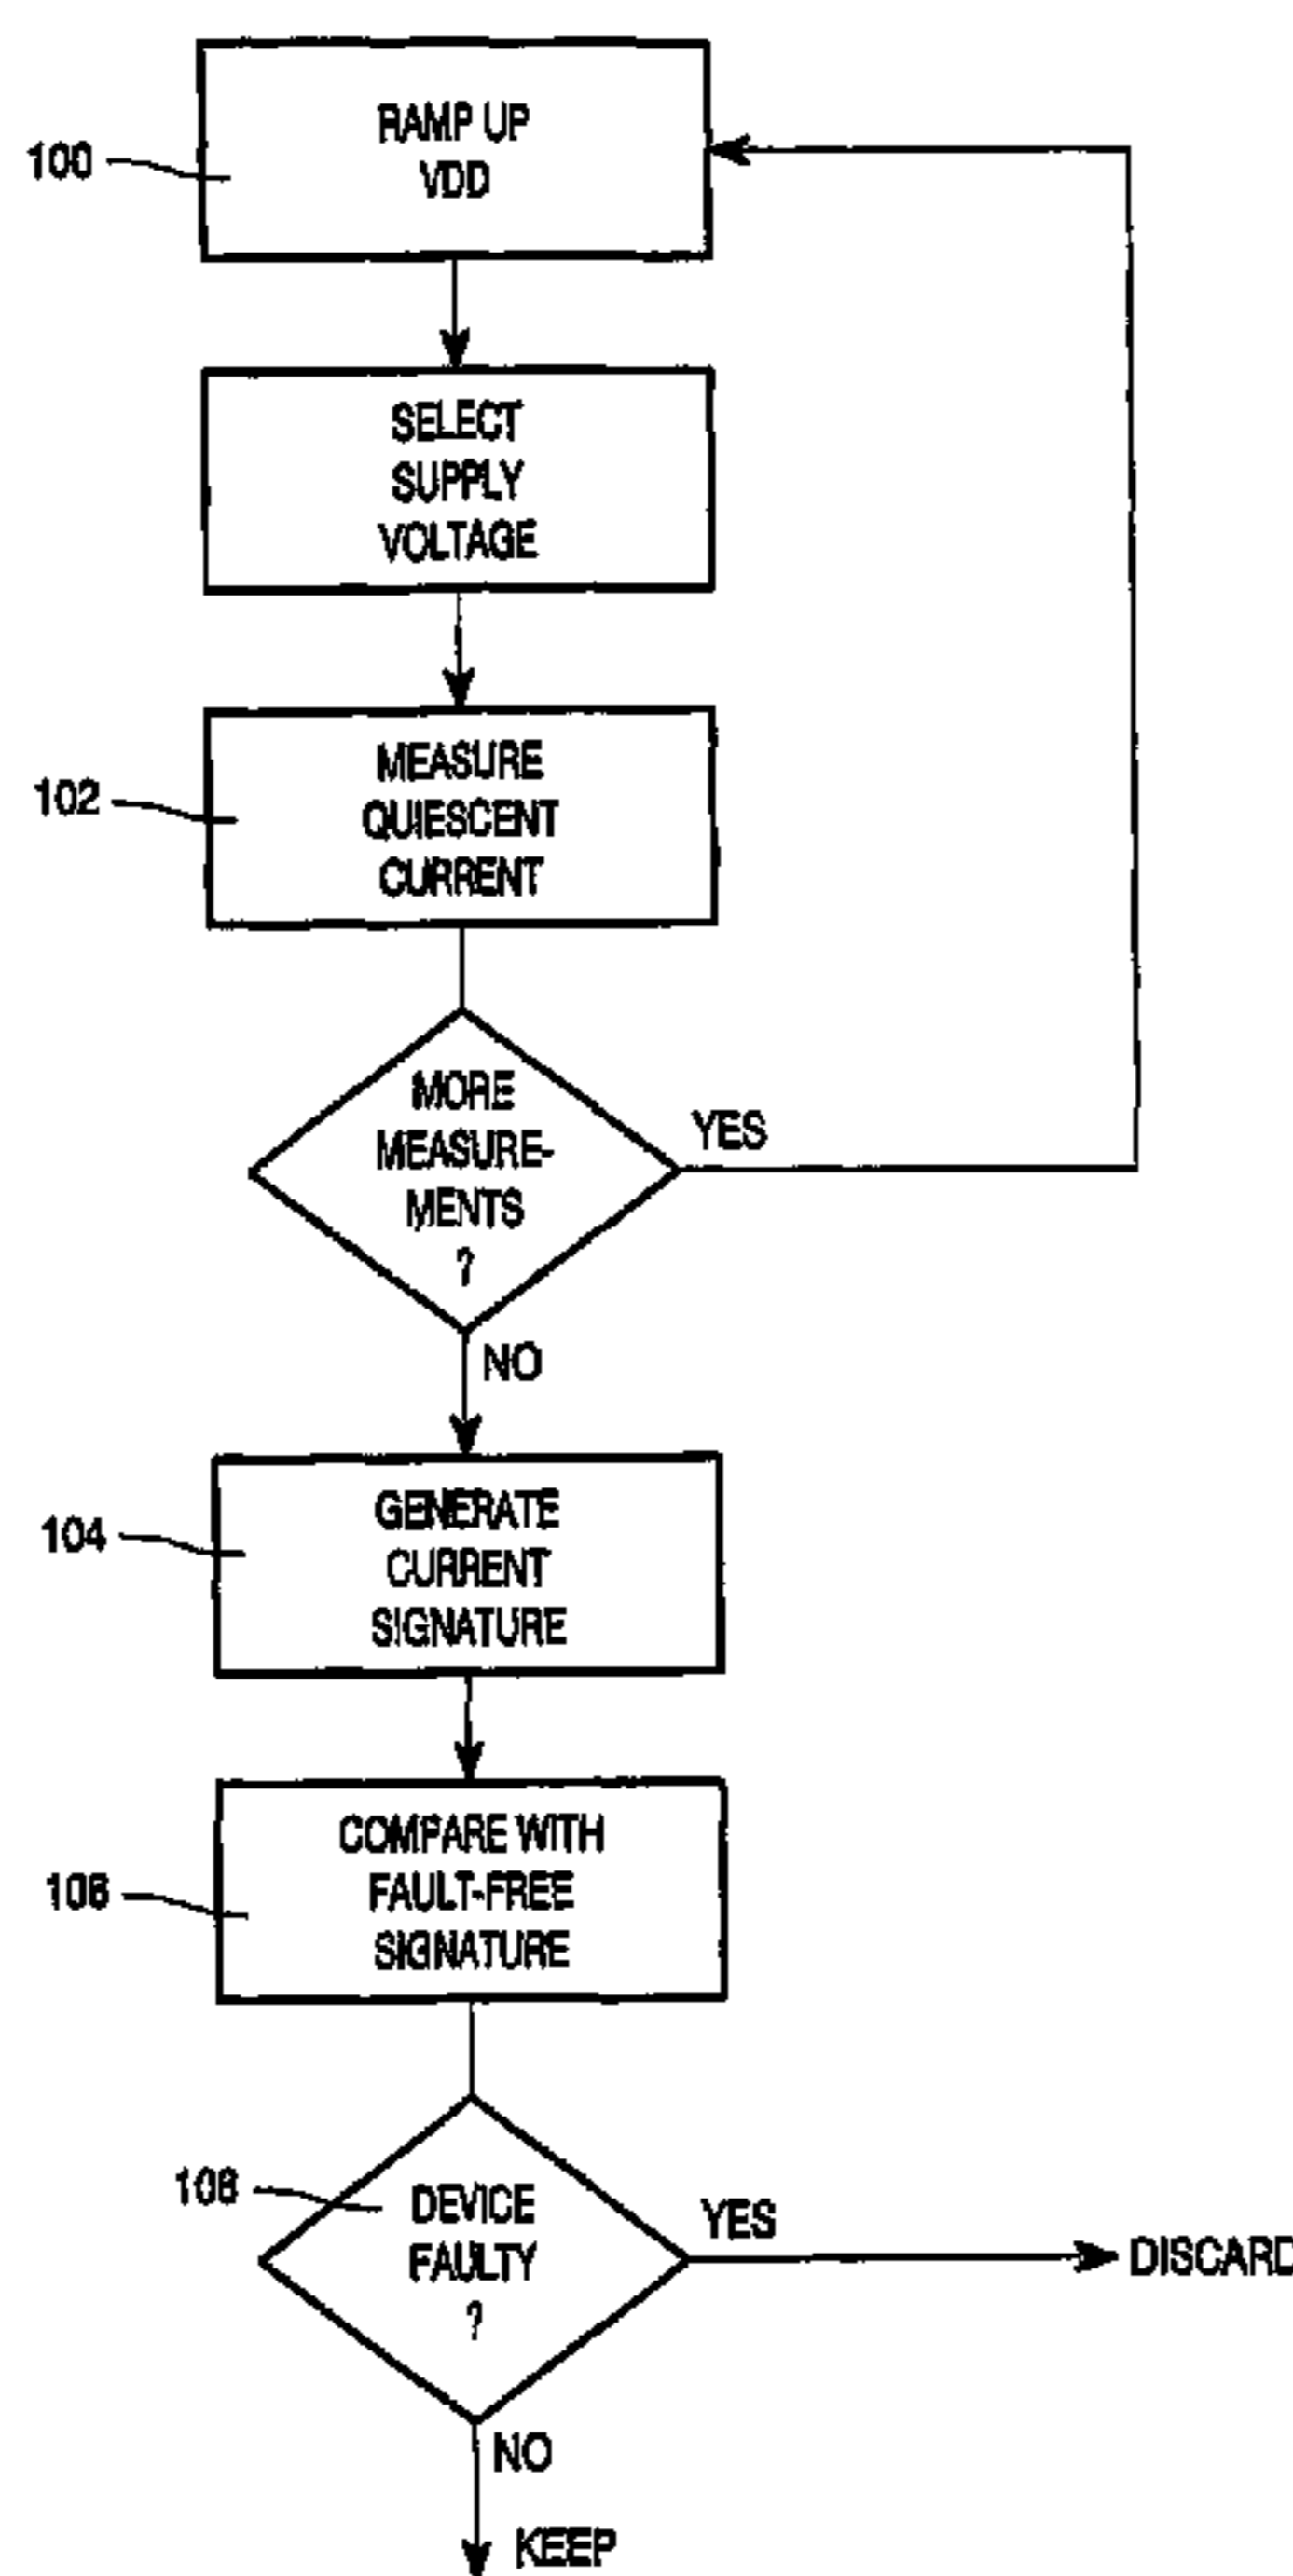 RAMP UP
VDD
100
SELECT
SUPPLY
VOLTAGE
MEASURE
QUIESCENT
CURRENT
102
MORE
MEASURE-
MENTS
?
YES
NO
GENERATE
CURRENT
SIGNATURE
104
COMPARE WITH
FAULT-FREE
SIGNATURE
106
108
DEVICE
FAULTY
?
YES
DISCARD
NO
KEEP